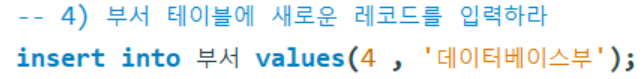 -- 4) 부서 테이블에 새로운 레코드를 입력하라
insert into 부서 values(4 , '데이터베이스부');